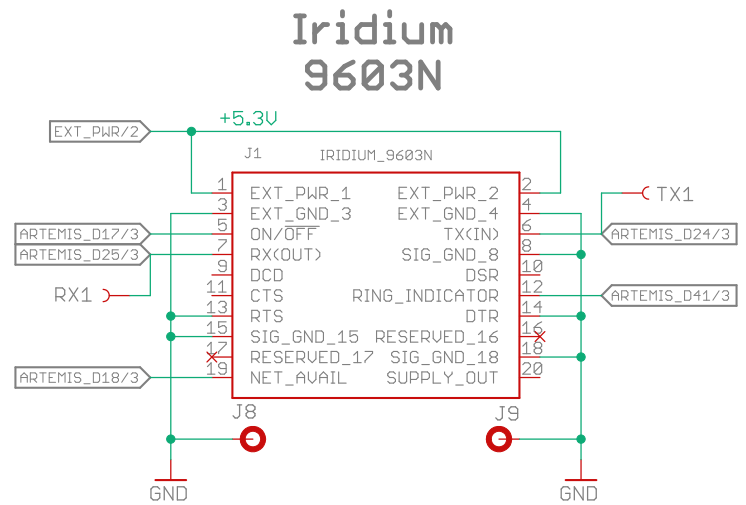 Iridium
9603N
+5.3V
EXT_PWR/2
J1 IRIDIUM_9603N
1 EXT_PWR_1 EXT_PWR_2 2
TX1
3 EXT_GND_3 EXT_GND_4 4
ARTEMIS_D17/3 5 ON/OFF TX(IN) 6 ARTEMIS_D24/3
ARTEMIS_D25/3 7 RX(OUT) SIG_GND_8 8
9 DCD DSR 10
RX1 11 CTS RING_INDICATOR 12 ARTEMIS_D41/3
13 RTS DTR 14
15 SIG_GND_15 RESERVED_16 16
17 RESERVED_17 SIG_GND_18 18
ARTEMIS_D18/3 19 NET_AVAIL SUPPLY_OUT 20
J8 J9
GND GND